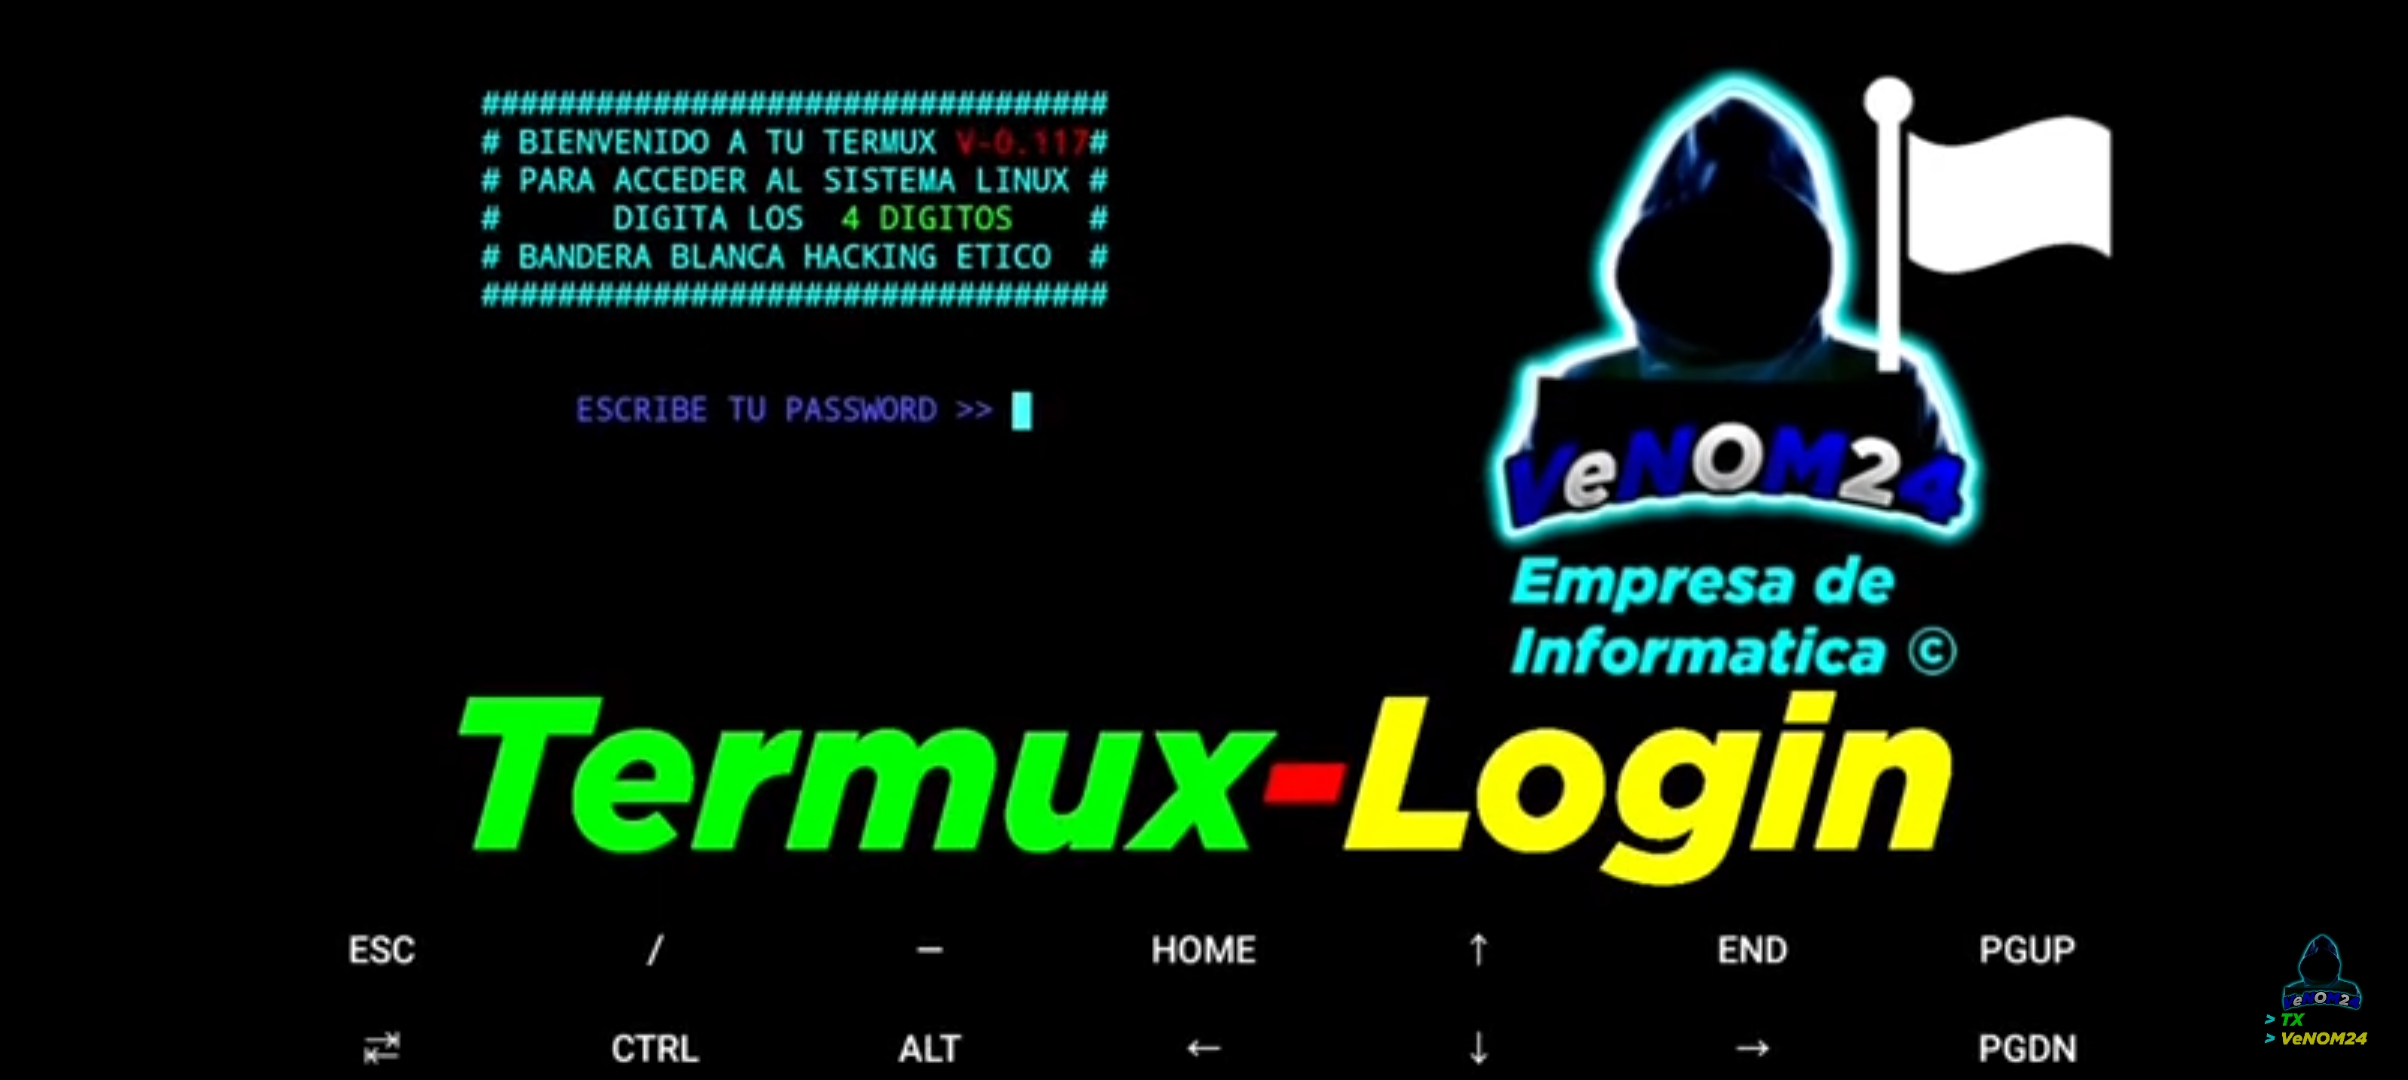 ##################################
# BIENVENIDO A TU TERMUX V-0.117#
# PARA ACCEDER AL SISTEMA LINUX #
# DIGITA LOS 4 DIGITOS #
# BANDERA BLANCA HACKING ETICO #
##################################
ESCRIBE TU PASSWORD >>
VeNOM24
Empresa de
Informatica ©
Termux-Login
ESC / – HOME ↑ END PGUP
⇄ CTRL ALT ← ↓ → PGDN
VeNOM24
> TX
> VeNOM24